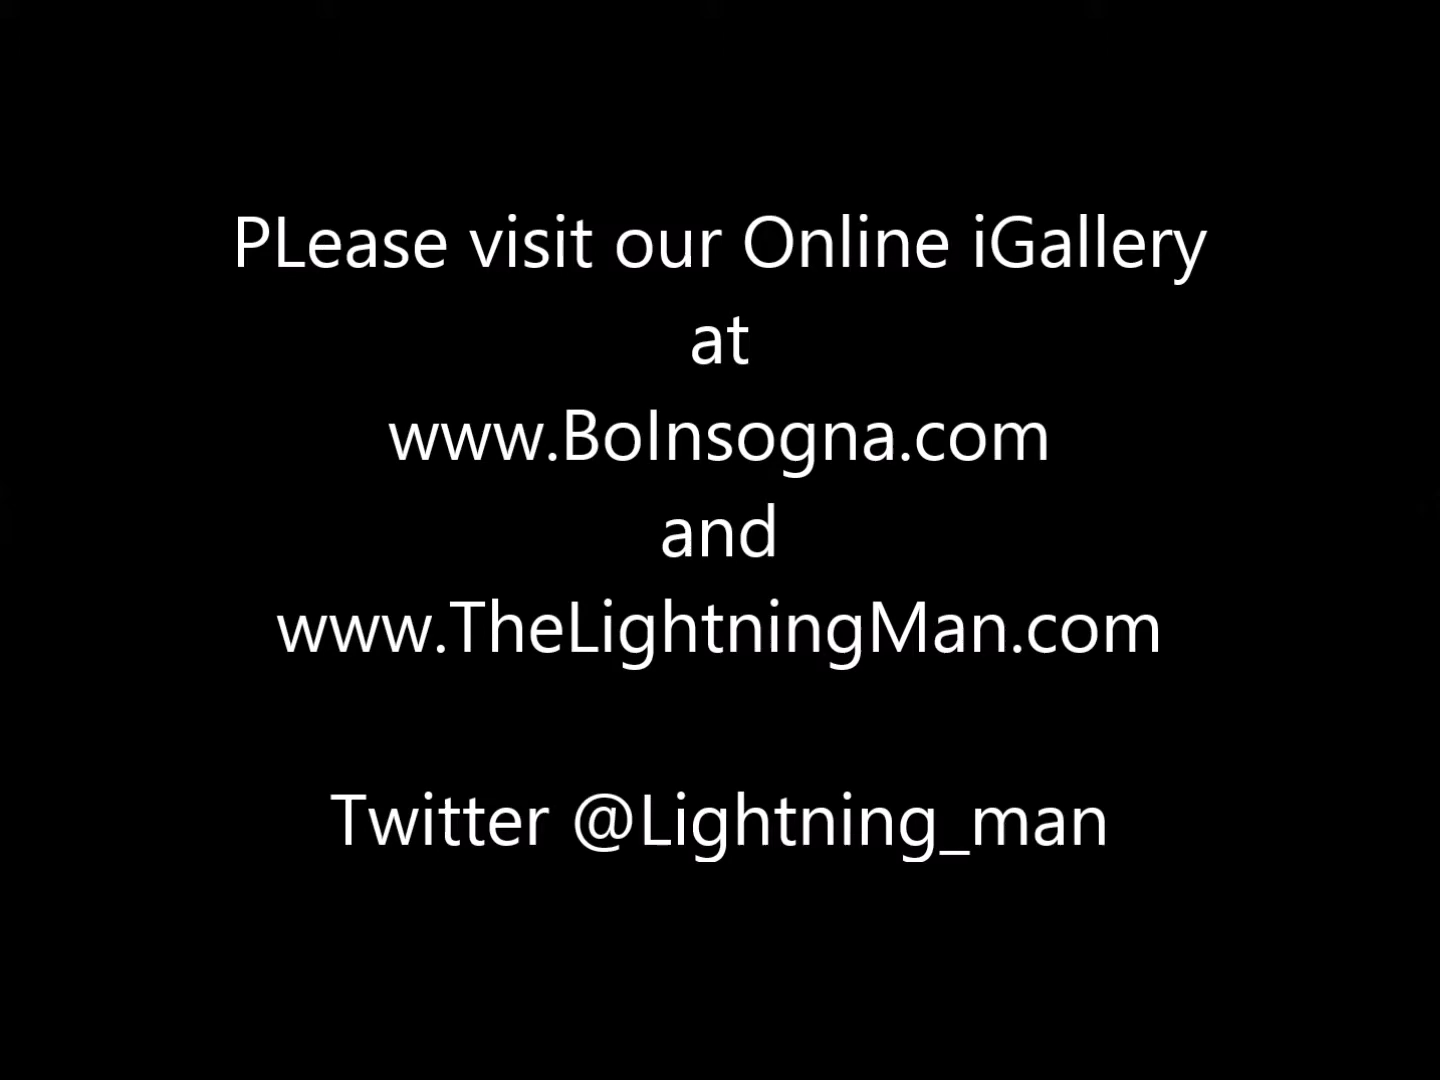 PLease visit our Online iGallery
at
www.BoInsogna.com
and
www.TheLightningMan.com
Twitter @Lightning_man